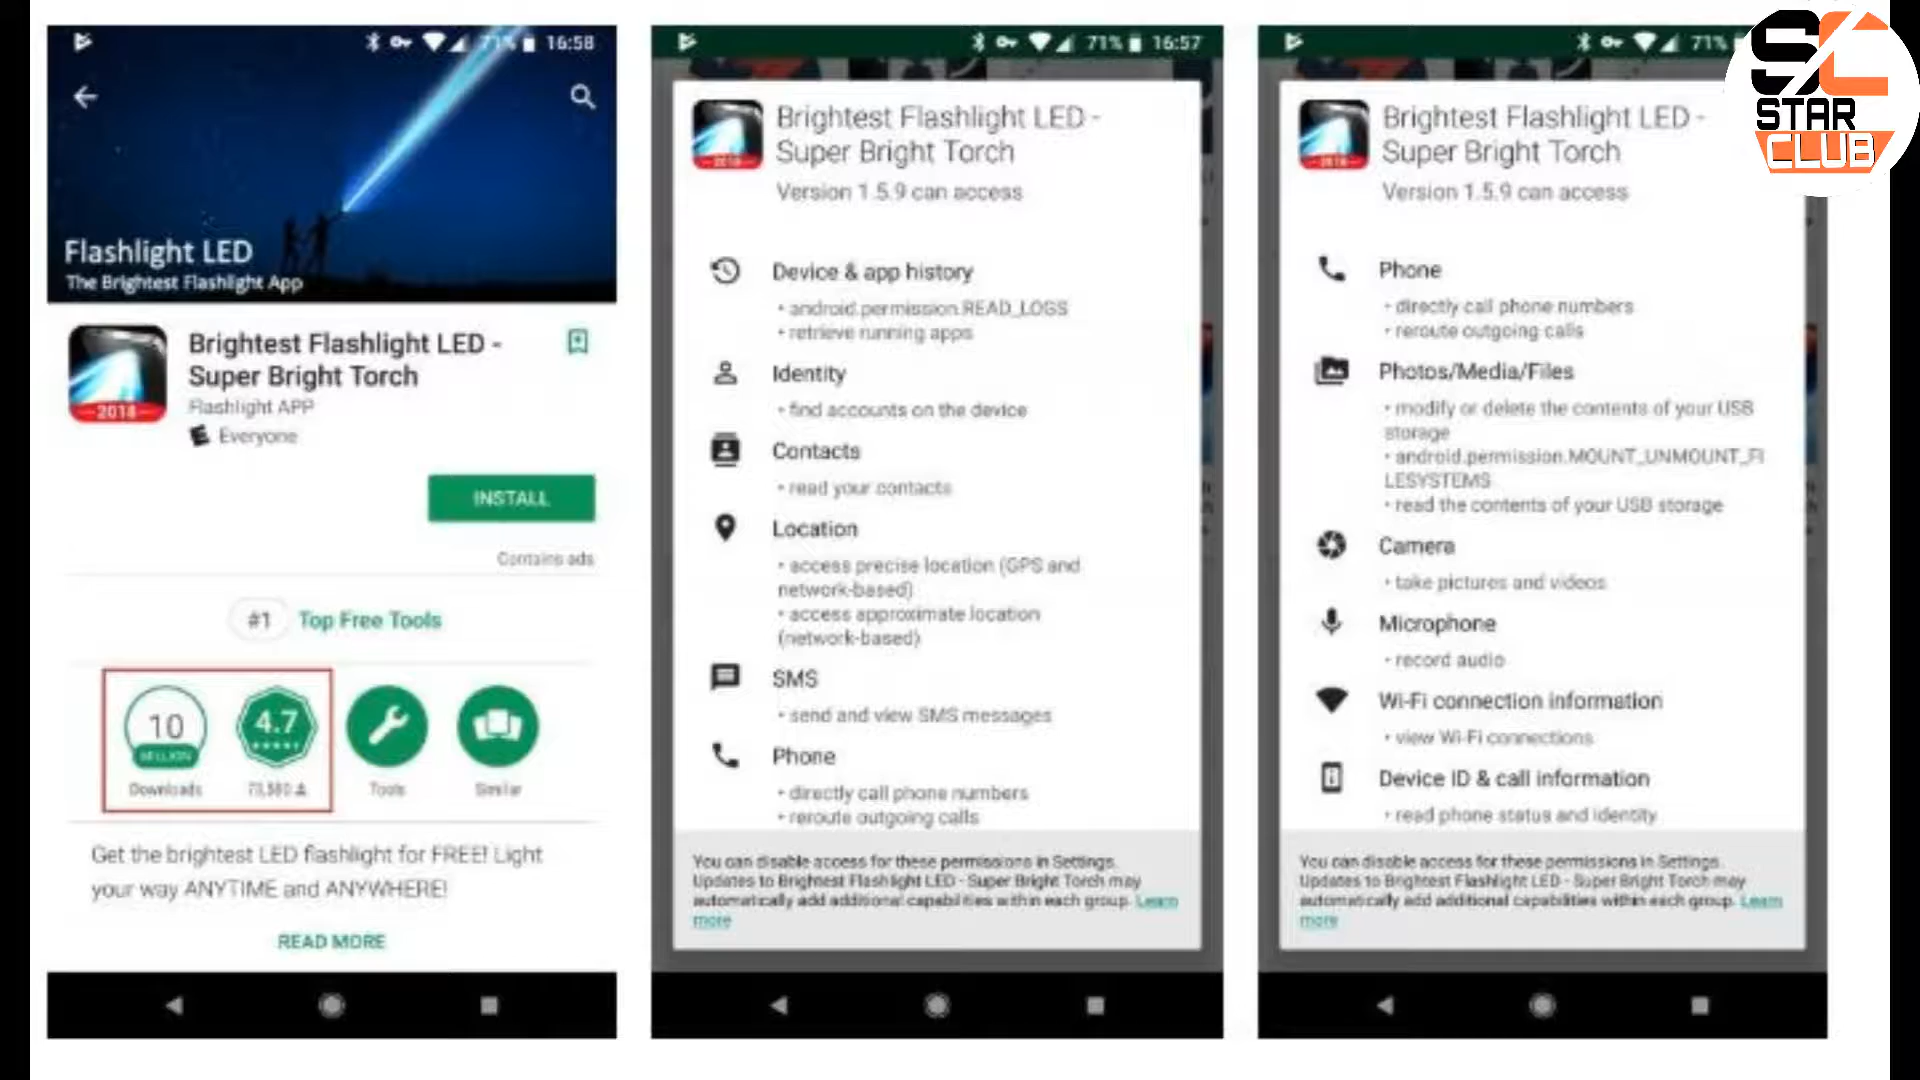 71% 16:58
Flashlight LED
The Brightest Flashlight App
Brightest Flashlight LED -
Super Bright Torch
Flashlight APP
E Everyone
2018
INSTALL
Contains ads
#1 Top Free Tools
10
MILLION
Downloads
4.7
Tools
Similar
Get the brightest LED flashlight for FREE! Light
your way ANYTIME and ANYWHERE!
READ MORE
71% 16:57
Brightest Flashlight LED -
Super Bright Torch
2018
Version 1.5.9 can access
Device & app history
• android.permission.READ_LOGS
• retrieve running apps
Identity
• find accounts on the device
Contacts
• read your contacts
Location
• access precise location (GPS and
network-based)
• access approximate location
(network-based)
SMS
• send and view SMS messages
Phone
• directly call phone numbers
• reroute outgoing calls
You can disable access for these permissions in Settings.
Updates to Brightest Flashlight LED - Super Bright Torch may
automatically add additional capabilities within each group. Learn
more
71%
Brightest Flashlight LED -
Super Bright Torch
2018
Version 1.5.9 can access
Phone
• directly call phone numbers
• reroute outgoing calls
Photos/Media/Files
• modify or delete the contents of your USB
storage
• android.permission.MOUNT_UNMOUNT_FI
LESYSTEMS
• read the contents of your USB storage
Camera
• take pictures and videos
Microphone
• record audio
Wi-Fi connection information
• view Wi-Fi connections
Device ID & call information
• read phone status and identity
You can disable access for these permissions in Settings.
Updates to Brightest Flashlight LED - Super Bright Torch may
automatically add additional capabilities within each group. Learn
more
SC
STAR
CLUB